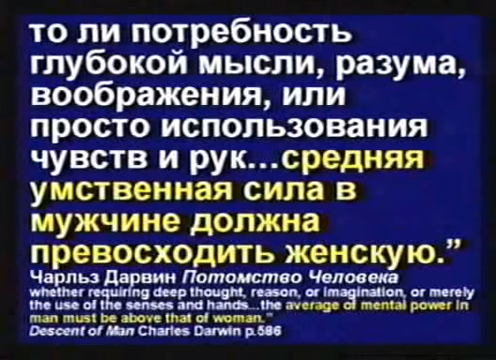 то ли потребность
глубокой мысли, разума,
воображения, или
просто использования
чувств и рук...средняя
умственная сила в
мужчине должна
превосходить женскую.”
Чарльз Дарвин Потомство Человека
whether requiring deep thought, reason, or imagination, or merely
the use of the senses and hands...the average of mental power in
man must be above that of woman.”
Descent of Man Charles Darwin p.586